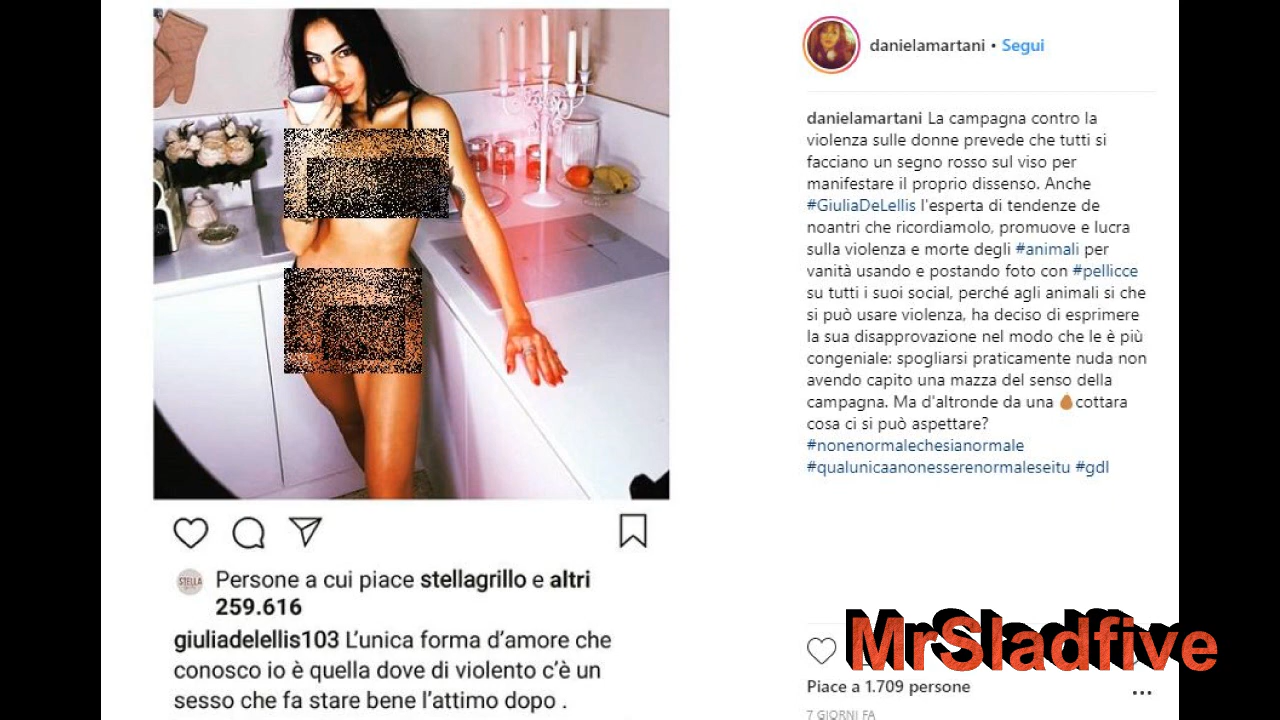 STELLA
Persone a cui piace stellagrillo e altri
259.616
giuliadelellis103 L'unica forma d'amore che
conosco io è quella dove di violento c'è un
sesso che fa stare bene l'attimo dopo .
danielamartani • Segui
danielamartani La campagna contro la
violenza sulle donne prevede che tutti si
facciano un segno rosso sul viso per
manifestare il proprio dissenso. Anche
#GiuliaDeLellis l'esperta di tendenze de
noantri che ricordiamolo, promuove e lucra
sulla violenza e morte degli #animali per
vanità usando e postando foto con #pellicce
su tutti i suoi social, perché agli animali si che
si può usare violenza, ha deciso di esprimere
la sua disapprovazione nel modo che le è più
congeniale: spogliarsi praticamente nuda non
avendo capito una mazza del senso della
campagna. Ma d'altronde da una 🌰cottara
cosa ci si può aspettare?
#nonenormalechesianormale
#qualunicaanonesserenormaleseitu #gdl
MrSladfive
Piace a 1.709 persone
...
7 GIORNI FA